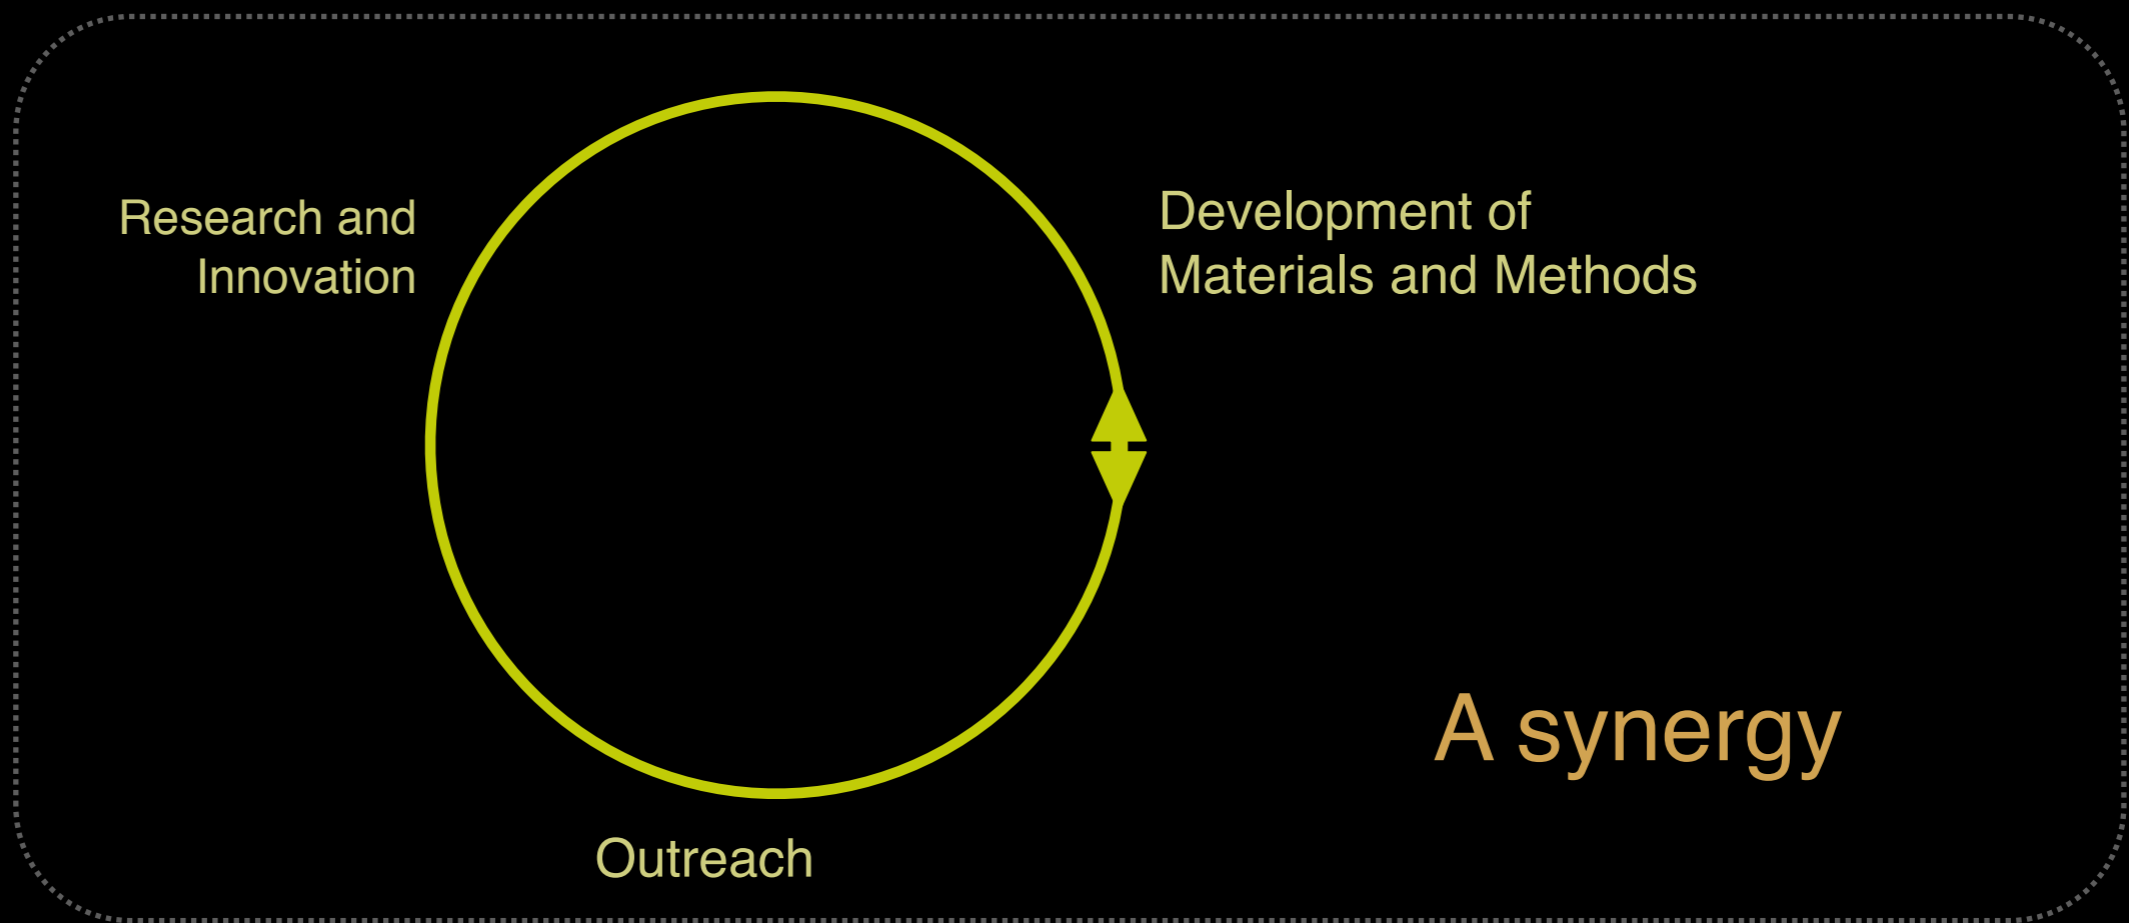 Research and
Innovation
Development of
Materials and Methods
A synergy
Outreach